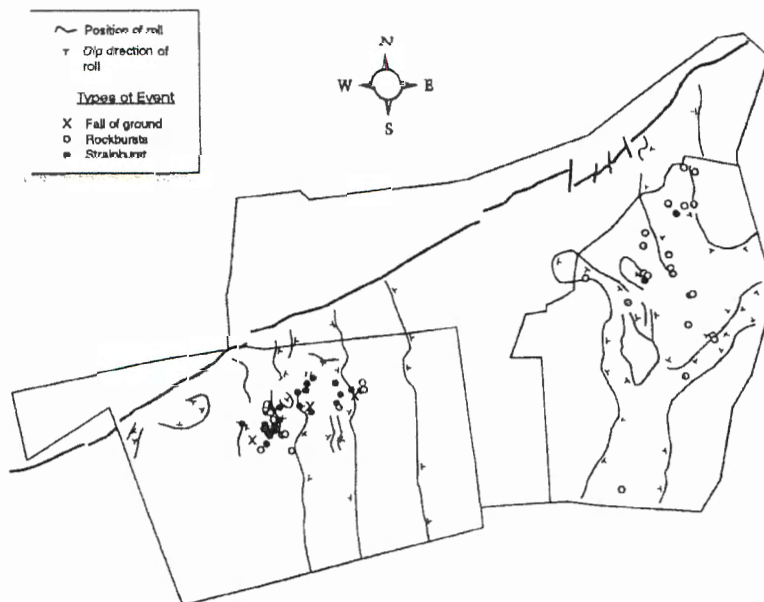 Position of roll
Dip direction of
roll
Types of Event
Fall of ground
Rockbursts
Strainburst
N
W E
S